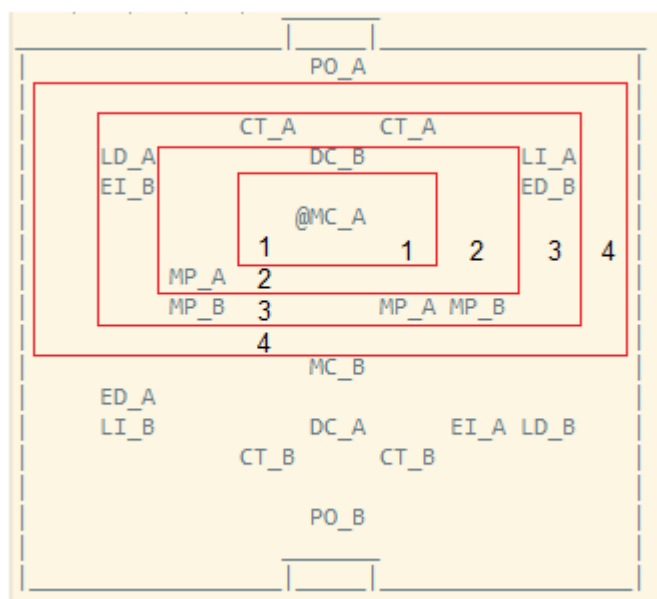 PO_A
CT_A CT_A
LD_A DC_B LI_A
EI_B ED_B
@MC_A
1 1 2 3 4
MP_A 2
MP_B 3 MP_A MP_B
4
MC_B
ED_A
LI_B DC_A EI_A LD_B
CT_B CT_B
PO_B